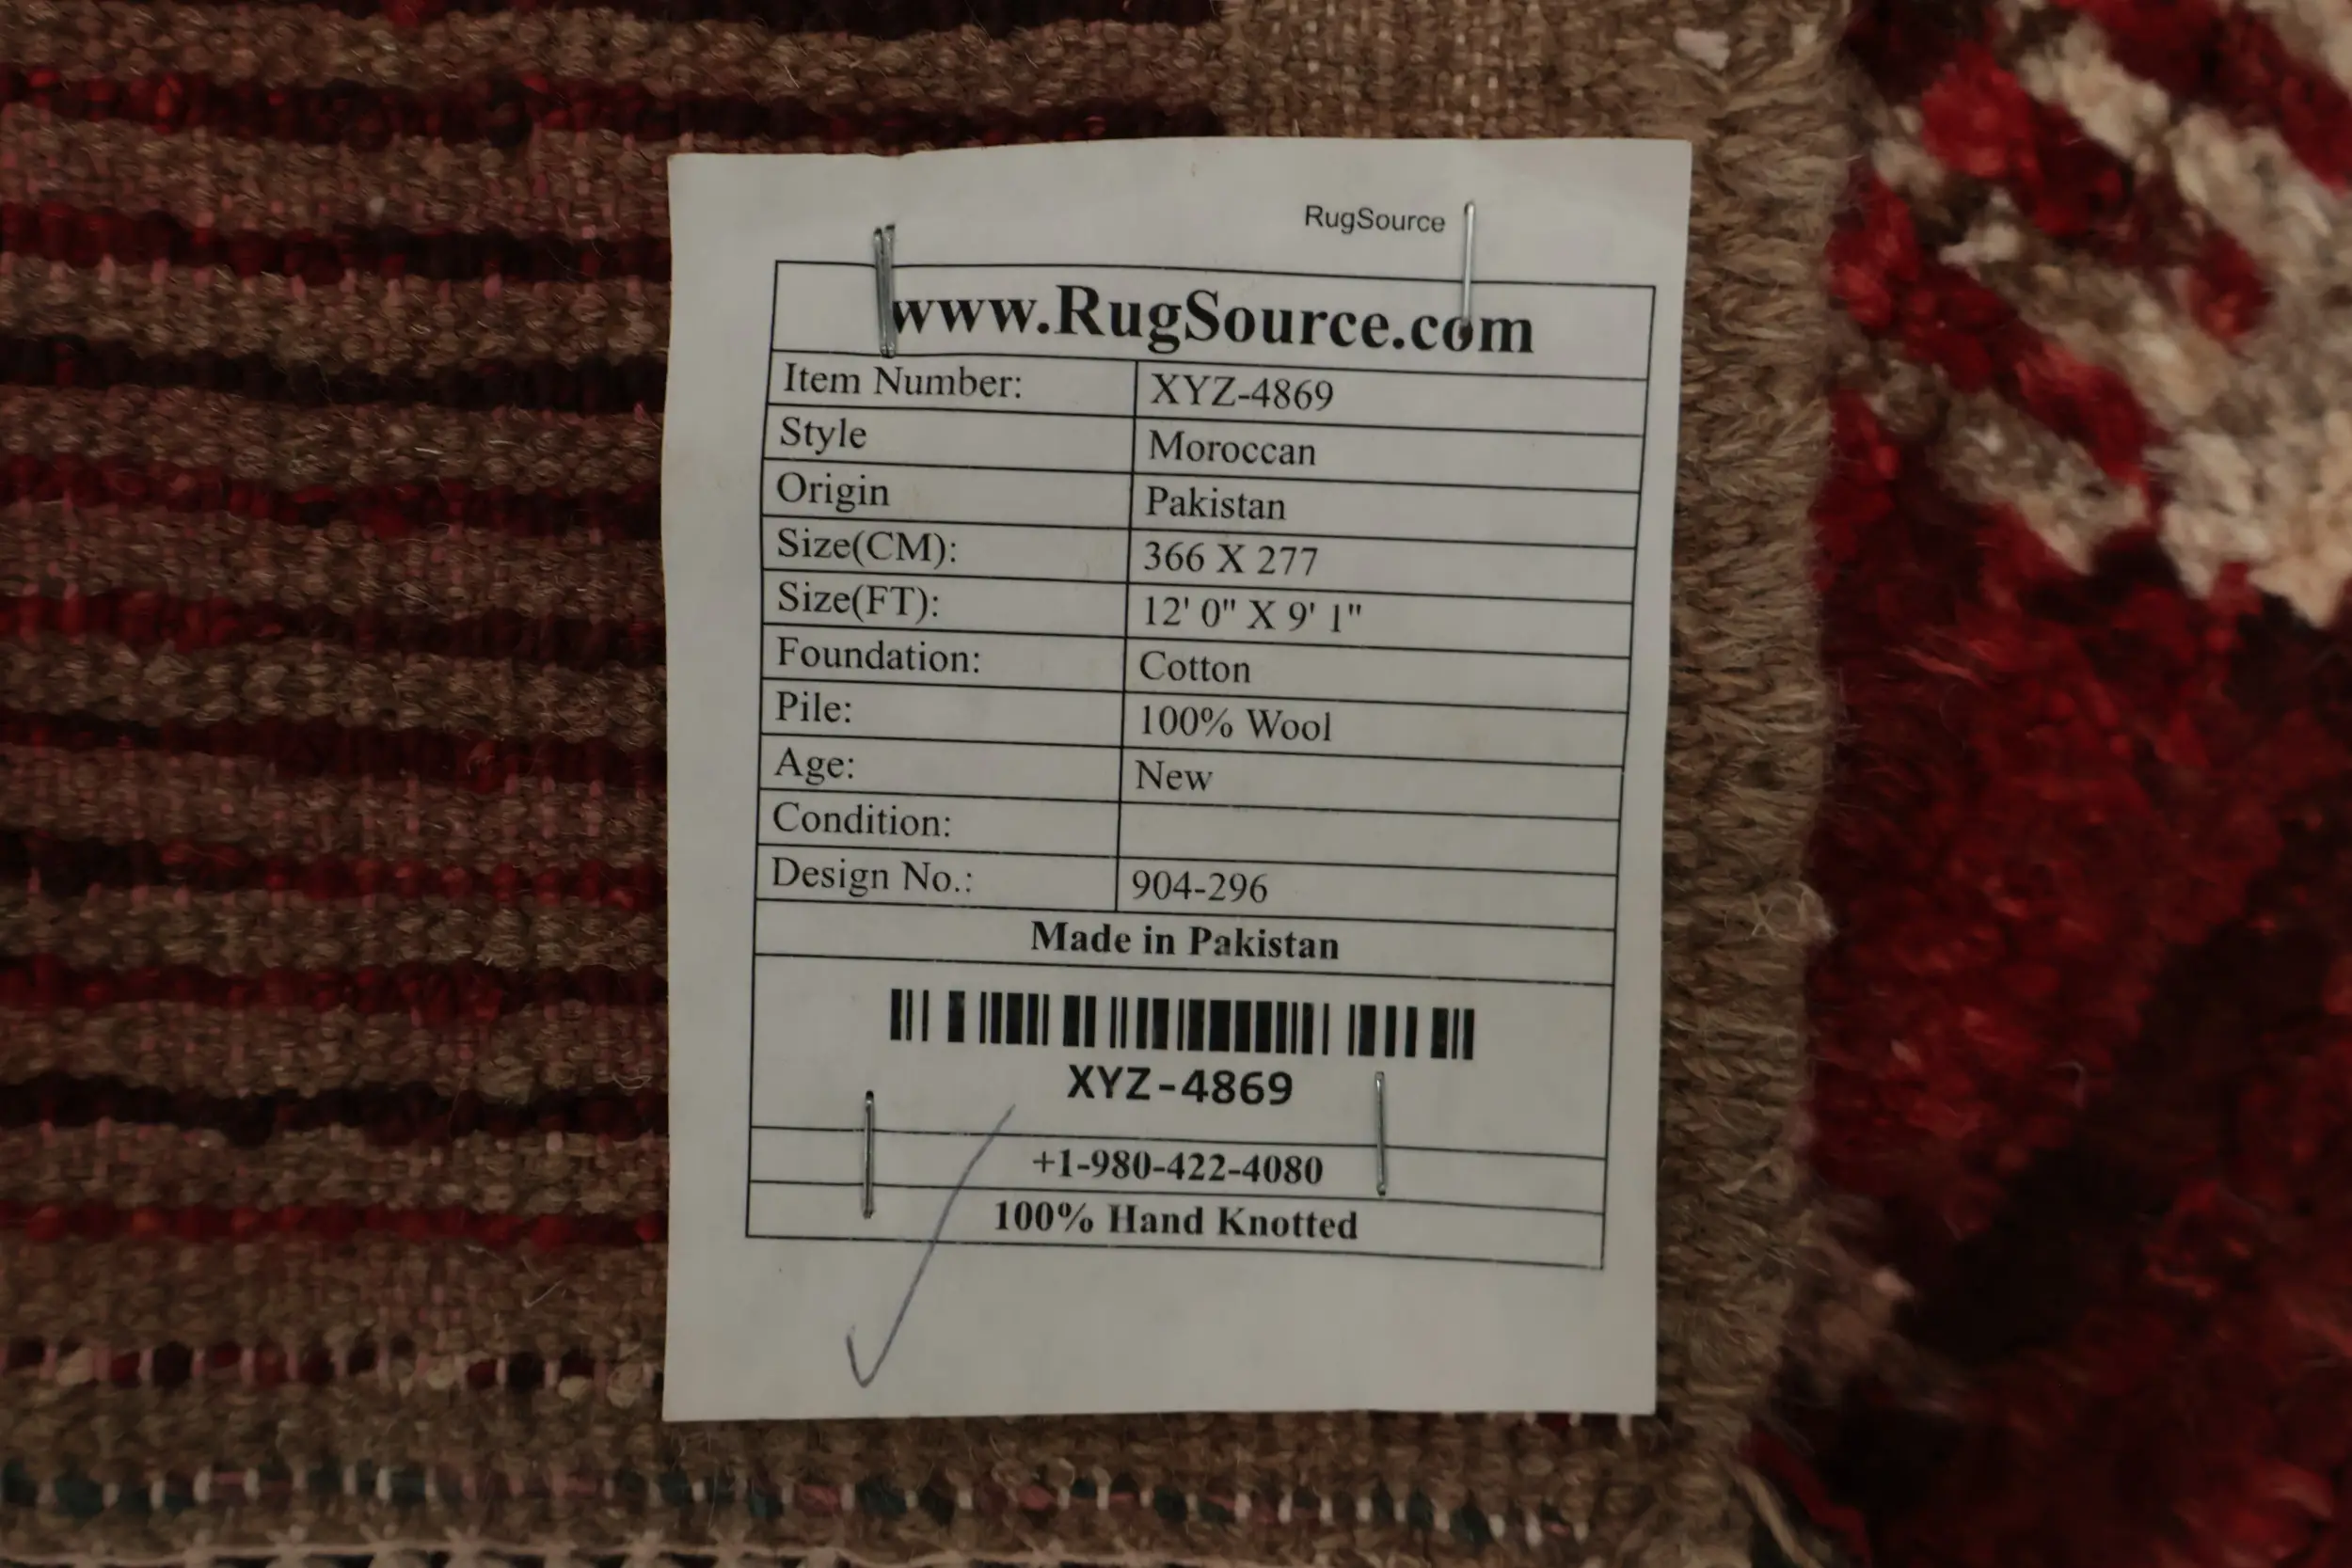 RugSource
www.RugSource.com
Item Number: XYZ-4869
Style Moroccan
Origin Pakistan
Size(CM): 366 X 277
Size(FT): 12' 0" X 9' 1"
Foundation: Cotton
Pile: 100% Wool
Age: New
Condition:
Design No.: 904-296
Made in Pakistan
XYZ-4869
+1-980-422-4080
100% Hand Knotted